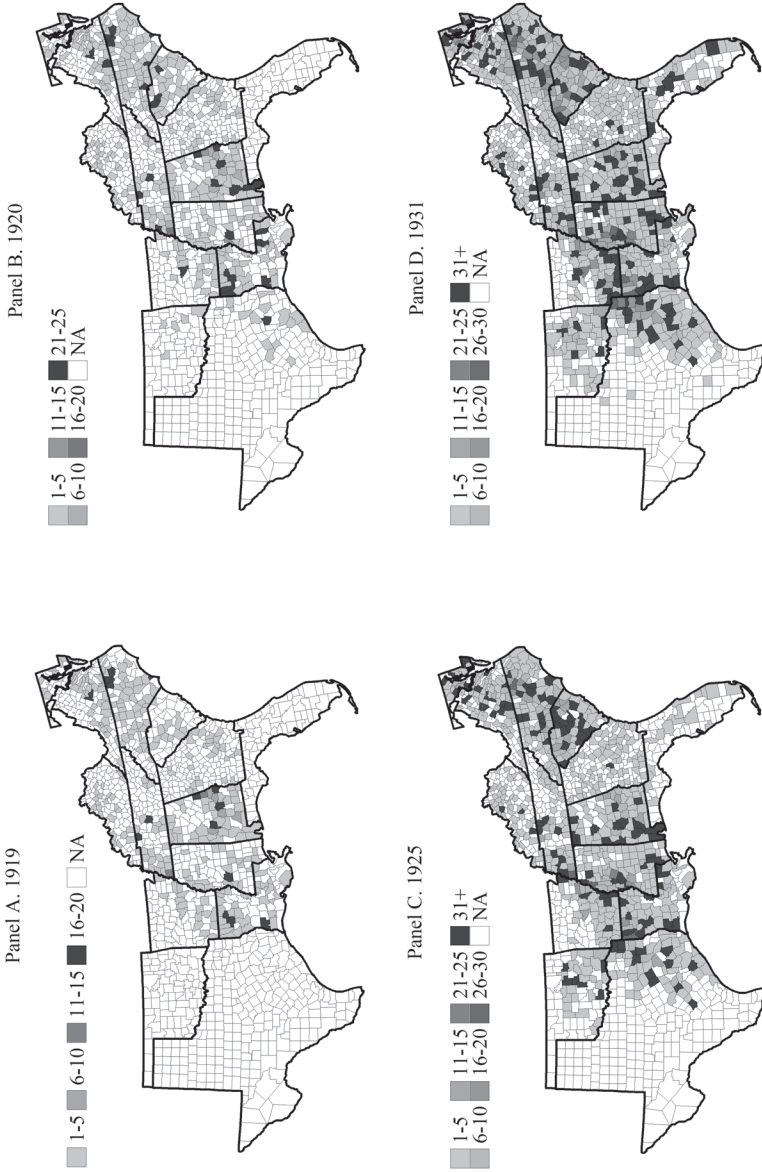 Panel A. 1919
1-5 6-10 11-15 16-20 NA
Panel B. 1920
1-5 11-15 21-25
6-10 16-20 NA
Panel C. 1925
1-5 11-15 21-25 31+
6-10 16-20 26-30 NA
Panel D. 1931
1-5 11-15 21-25 31+
6-10 16-20 26-30 NA